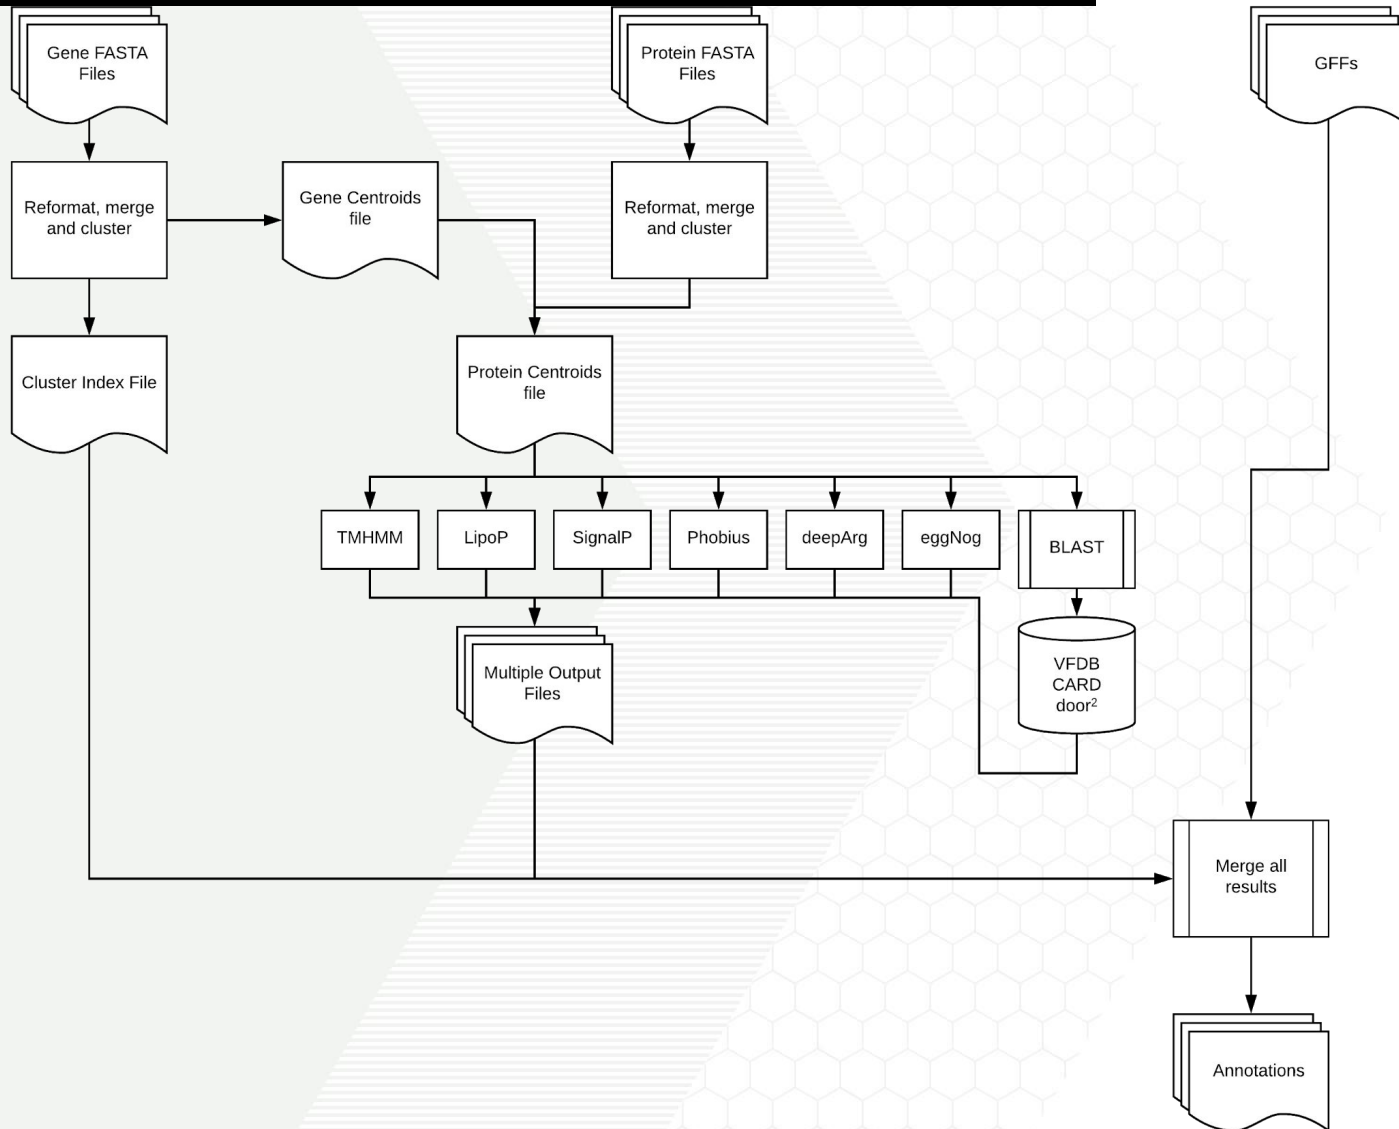 Gene FASTA
Files
Protein FASTA
Files
GFFs
Reformat, merge
and cluster
Gene Centroids
file
Reformat, merge
and cluster
Cluster Index File
Protein Centroids
file
TMHMM
LipoP
SignalP
Phobius
deepArg
eggNog
BLAST
Multiple Output
Files
VFDB
CARD
door²
Merge all
results
Annotations